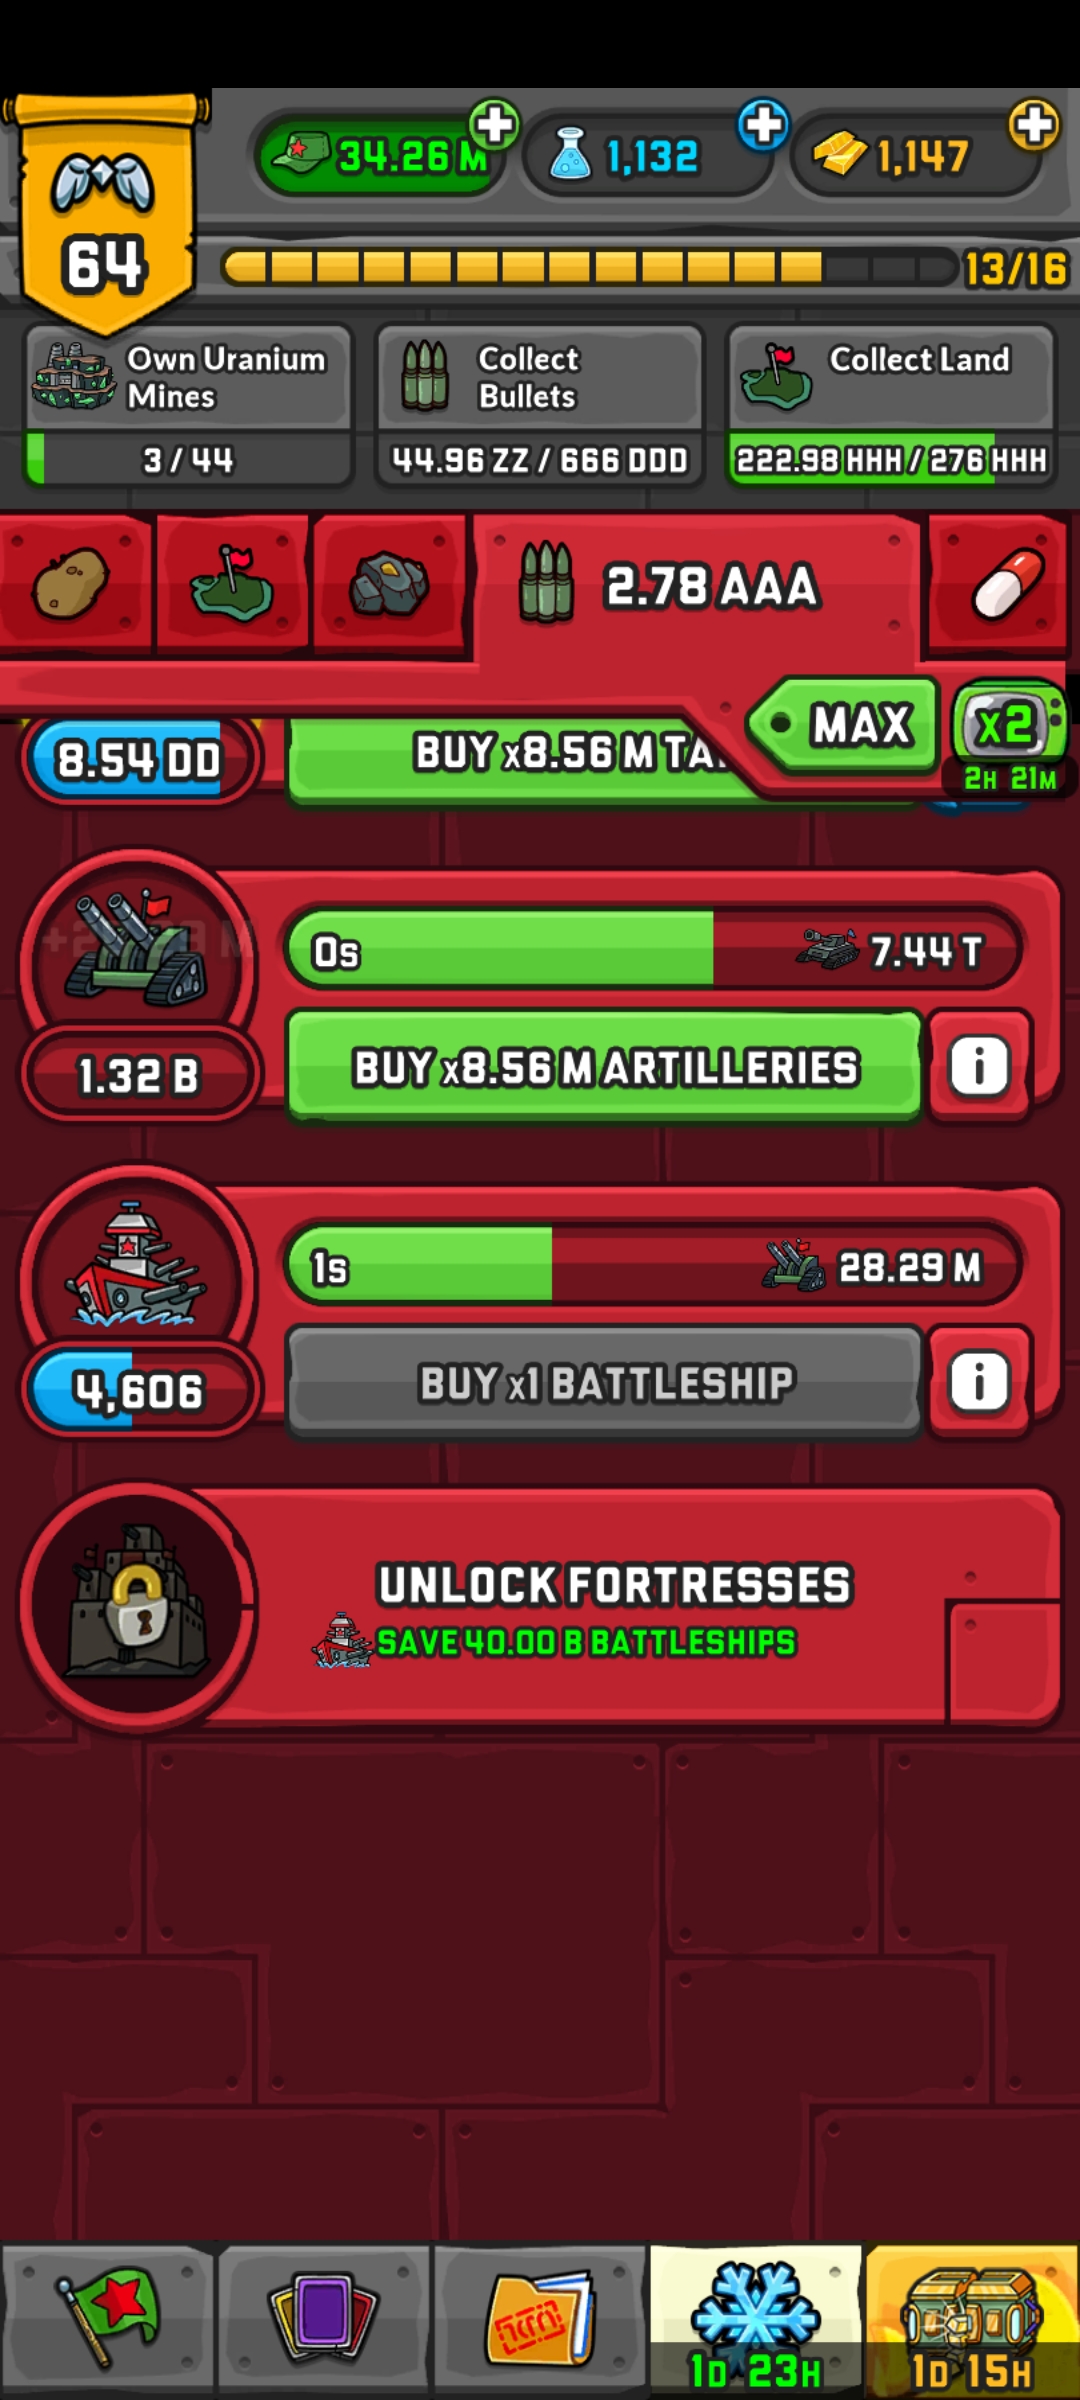 34.26 M
1,132
1,147
64
13/16
Own Uranium
Mines
3 / 44
Collect
Bullets
44.96 ZZ / 666 DDD
Collect Land
222.98 HHH / 276 HHH
2.78 AAA
MAX
x2
2H 21M
8.54 DD
BUY x8.56 M TA
0s
7.44 T
1.32 B
BUY x8.56 M ARTILLERIES
i
1s
28.29 M
4,606
BUY x1 BATTLESHIP
i
UNLOCK FORTRESSES
SAVE 40.00 B BATTLESHIPS
1D 23H
1D 15H